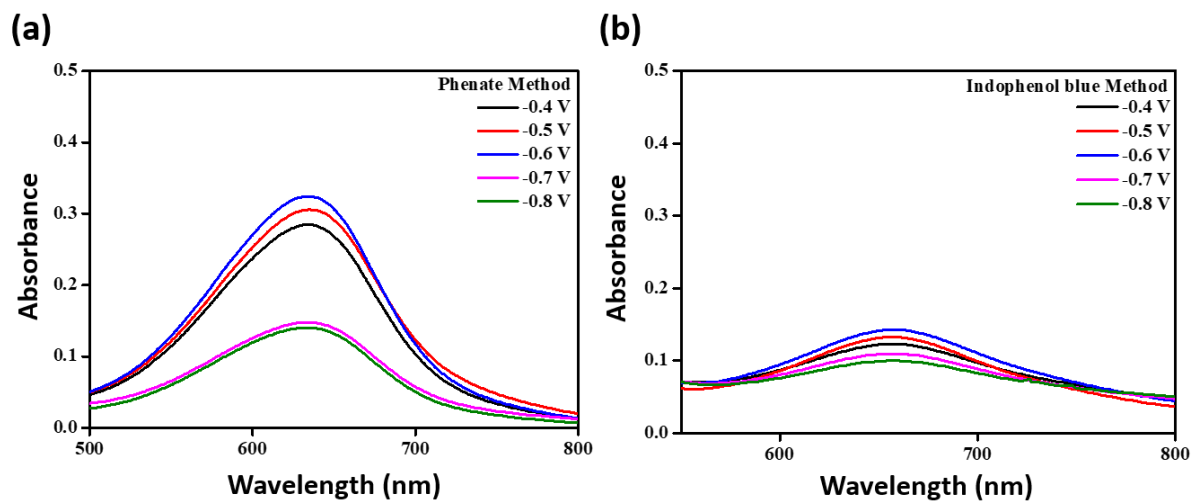 (a)
Absorbance
0.5
0.4
0.3
0.2
0.1
0.0
500
600
700
800
Wavelength (nm)
Phenate Method
-0.4 V
-0.5 V
-0.6 V
-0.7 V
-0.8 V
(b)
Absorbance
0.5
0.4
0.3
0.2
0.1
0.0
600
700
800
Wavelength (nm)
Indophenol blue Method
-0.4 V
-0.5 V
-0.6 V
-0.7 V
-0.8 V